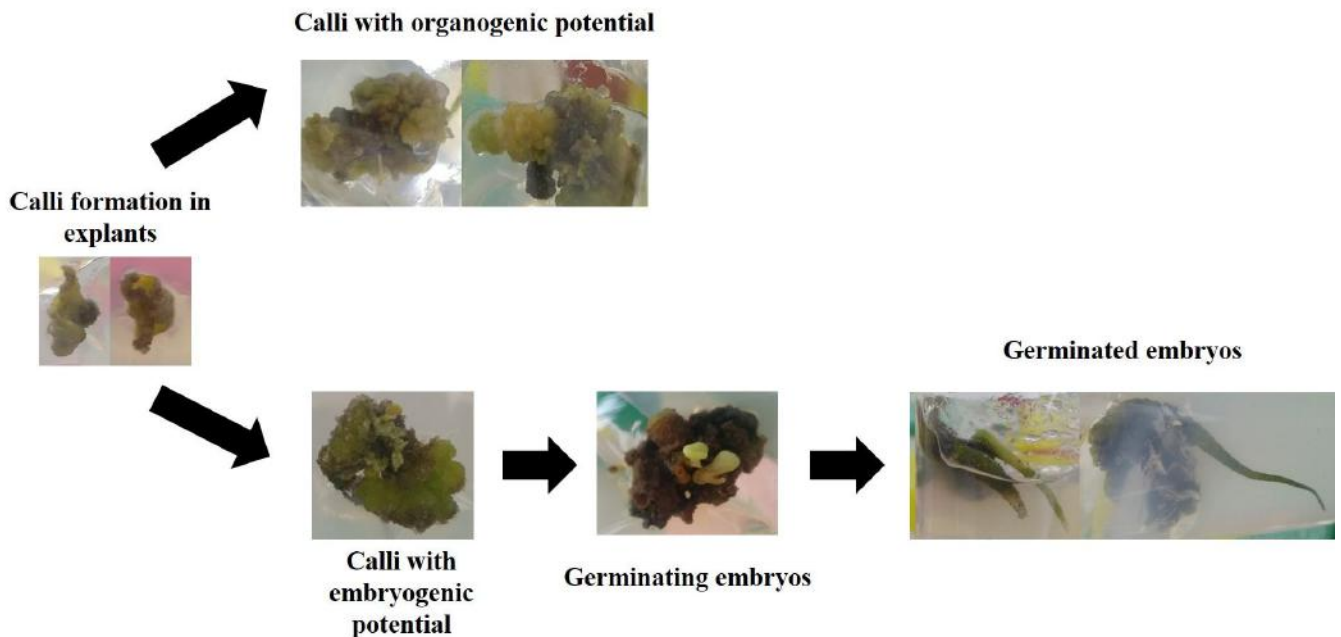 Calli with organogenic potential
Calli formation in
explants
Germinated embryos
Calli with
embryogenic
potential
Germinating embryos